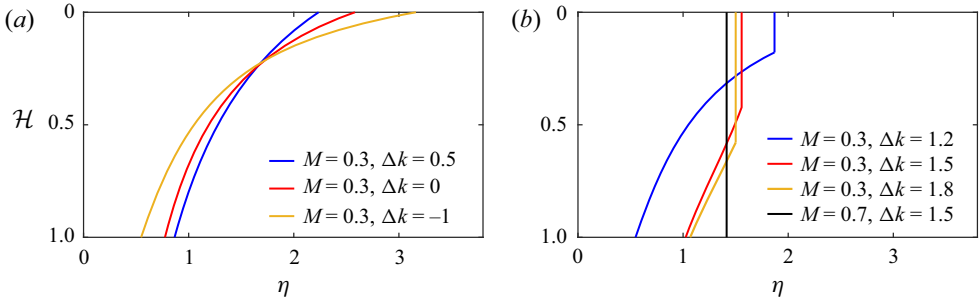 (a)
0
0.5
1.0
ℋ
0
1
2
3
η
M = 0.3, Δk = 0.5
M = 0.3, Δk = 0
M = 0.3, Δk = –1
(b)
0
0.5
1.0
0
1
2
3
η
M = 0.3, Δk = 1.2
M = 0.3, Δk = 1.5
M = 0.3, Δk = 1.8
M = 0.7, Δk = 1.5